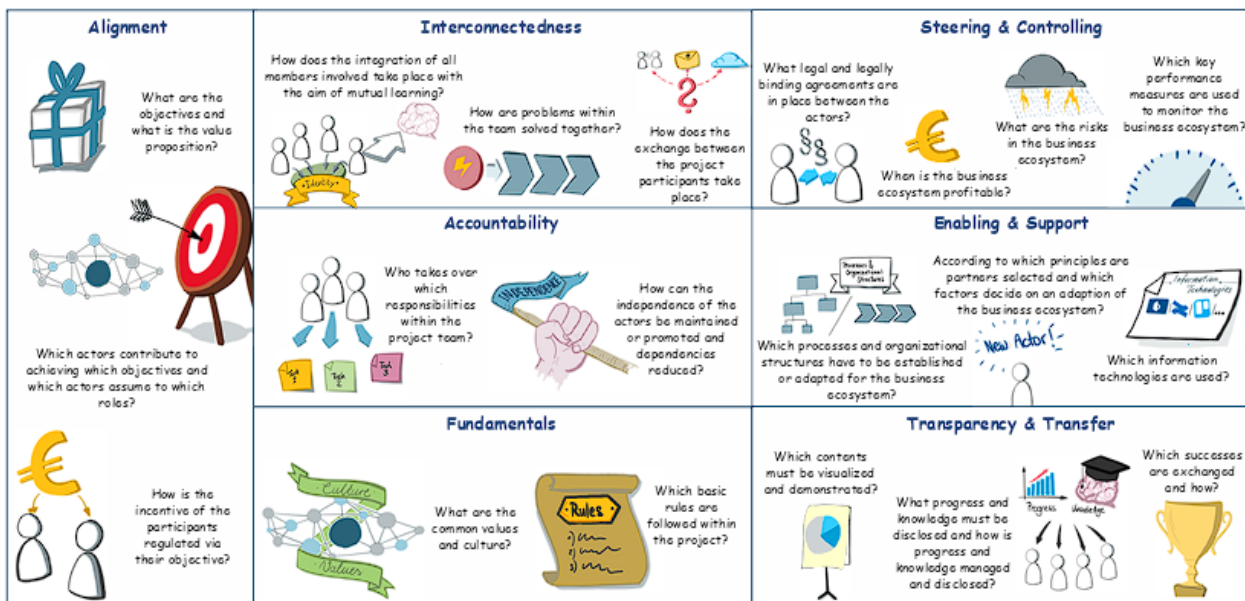 Alignment
What are the
objectives and
what is the value
proposition?
Which actors contribute to
achieving which objectives and
which actors assume to which
roles?
How is the
incentive of the
participants
regulated via
their objective?
Interconnectedness
How does the integration of all
members involved take place with
the aim of mutual learning?
Identity
How are problems within
the team solved together?
How does the
exchange between
the project
participants take
place?
Accountability
Who takes over
which
responsibilities
within the
project team?
Task
1
Task
2
Task
3
INDEPENDENCE
How can the
independence of the
actors be maintained
or promoted and
dependencies
reduced?
Fundamentals
Culture
Values
What are the
common values
and culture?
Rules
1)
2)
3)
Which basic
rules are
followed within
the project?
Steering & Controlling
What legal and legally
binding agreements are
in place between the
actors?
§§
€
When is the business
ecosystem profitable?
What are the risks
in the business
ecosystem?
Which key
performance
measures are used
to monitor the
business ecosystem?
Enabling & Support
Processes &
Organizational
Structures
Which processes and organizational
structures have to be established
or adapted for the business
ecosystem?
According to which principles are
partners selected and which
factors decide on an adaption of
the business ecosystem?
New Actor!
Information
Technologies
/...
Which information
technologies are used?
Transparency & Transfer
Which contents
must be visualized
and demonstrated?
What progress and
knowledge must be
disclosed and how is
progress and
knowledge managed
and disclosed?
Progress
Knowledge
Which successes
are exchanged
and how?